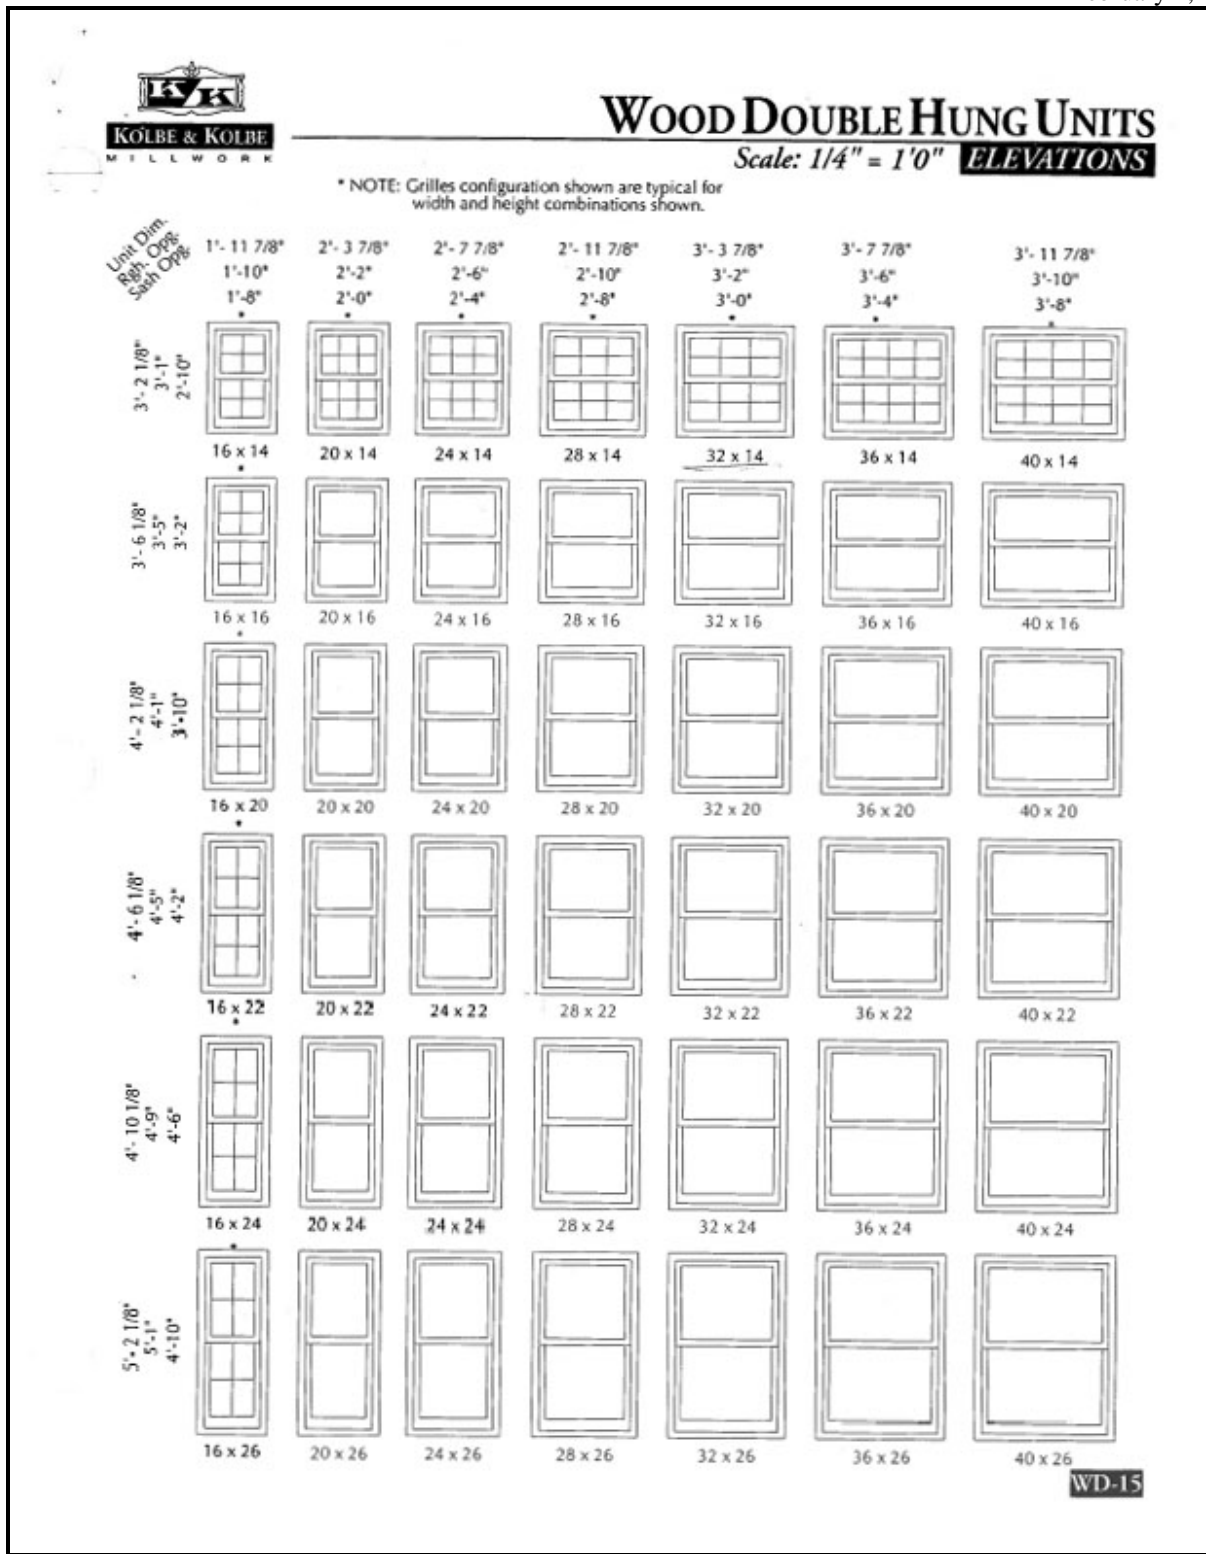 K K
KOLBE & KOLBE
MILLWORK
WOOD DOUBLE HUNG UNITS
Scale: 1/4" = 1'0" ELEVATIONS
* NOTE: Grilles configuration shown are typical for
width and height combinations shown.
Unit Dim. 1'- 11 7/8" 2'- 3 7/8" 2'- 7 7/8" 2'- 11 7/8" 3'- 3 7/8" 3'- 7 7/8" 3'- 11 7/8"
Rgh. Opg. 1'-10" 2'-2" 2'-6" 2'-10" 3'-2" 3'-6" 3'-10"
Sash Opg. 1'-8" 2'-0" 2'-4" 2'-8" 3'-0" 3'-4" 3'-8"
* * * * * * *
3'- 2 1/8"
3'-1"
2'-10"
16 x 14 20 x 14 24 x 14 28 x 14 32 x 14 36 x 14 40 x 14
*
3'- 6 1/8"
3'-5"
3'-2"
16 x 16 20 x 16 24 x 16 28 x 16 32 x 16 36 x 16 40 x 16
*
4'- 2 1/8"
4'-1"
3'-10"
16 x 20 20 x 20 24 x 20 28 x 20 32 x 20 36 x 20 40 x 20
*
4'- 6 1/8"
4'-5"
4'-2"
16 x 22 20 x 22 24 x 22 28 x 22 32 x 22 36 x 22 40 x 22
*
4'- 10 1/8"
4'-9"
4'-6"
16 x 24 20 x 24 24 x 24 28 x 24 32 x 24 36 x 24 40 x 24
*
5'- 2 1/8"
5'-1"
4'-10"
16 x 26 20 x 26 24 x 26 28 x 26 32 x 26 36 x 26 40 x 26
WD-15